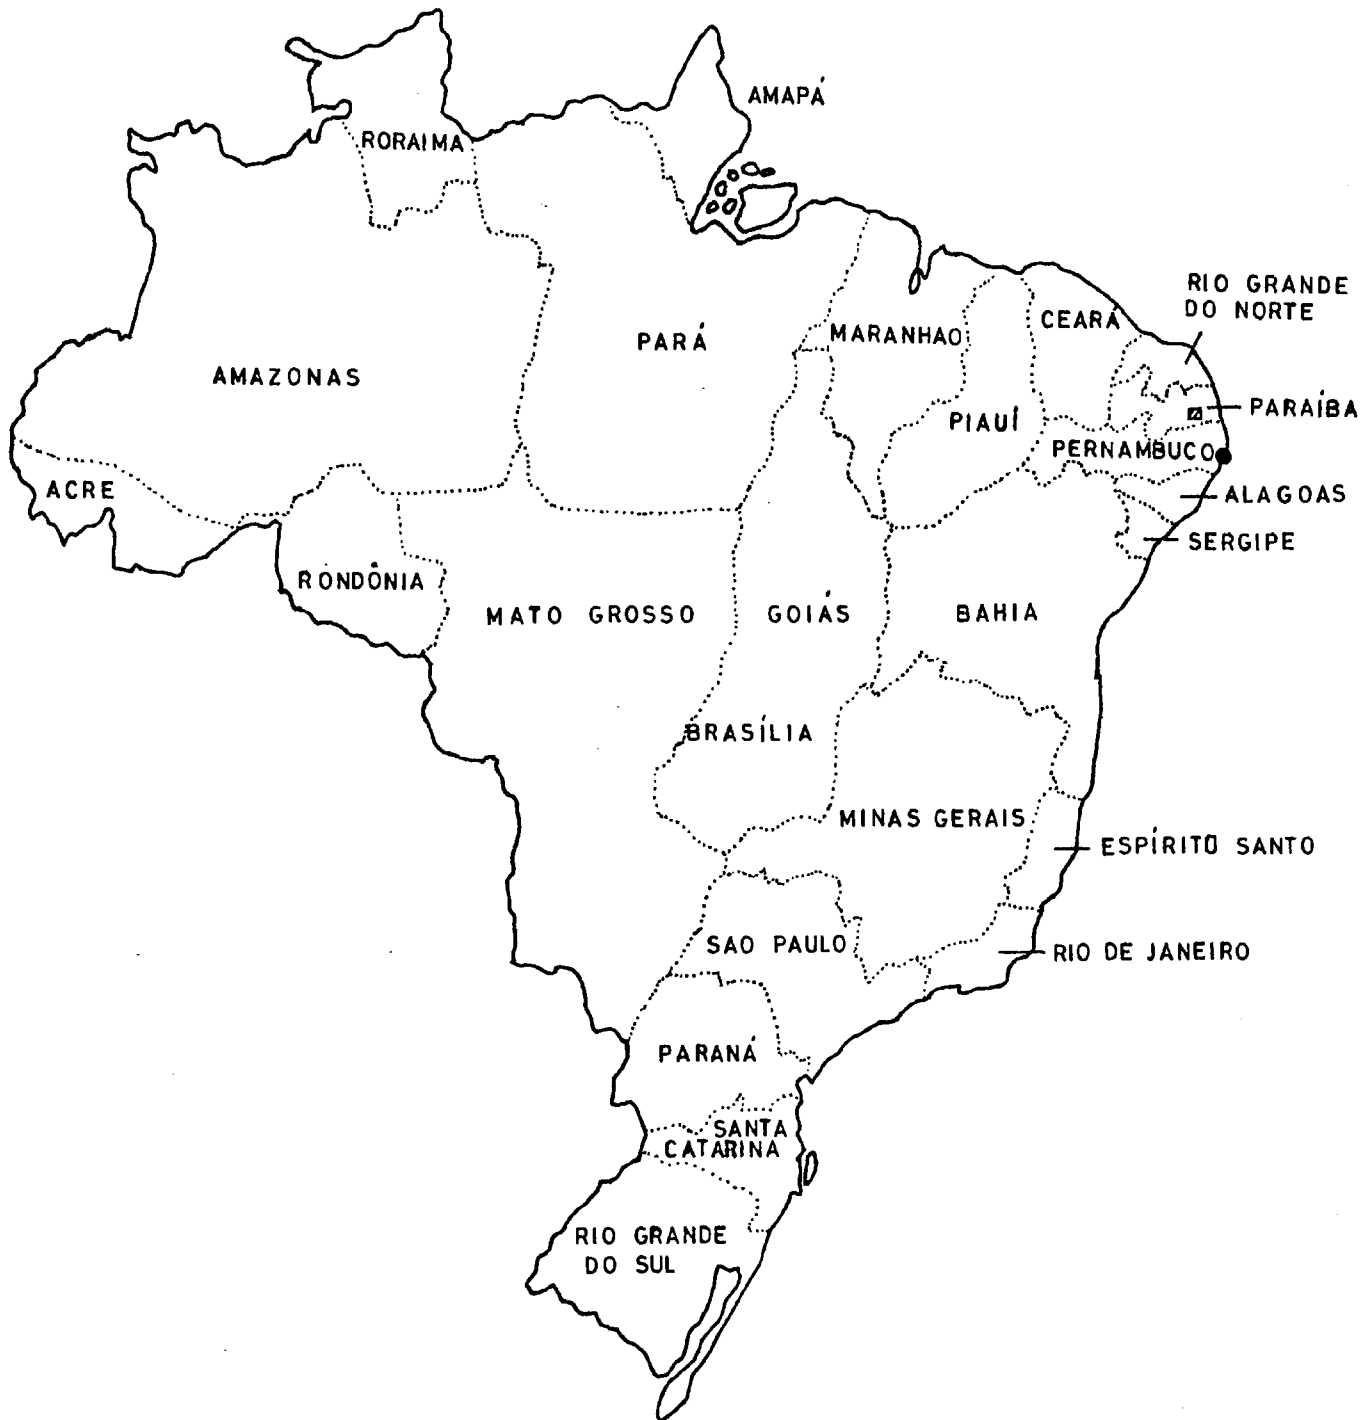 AMAPÁ
RORAIMA
RIO GRANDE
DO NORTE
CEARÁ
MARANHAO
PARÁ
AMAZONAS
PARAÍBA
PIAUÍ
PERNAMBUCO
ACRE
ALAGOAS
SERGIPE
RONDÔNIA
MATO GROSSO
GOIÁS
BAHIA
BRASÍLIA
MINAS GERAIS
ESPÍRITO SANTO
SAO PAULO
RIO DE JANEIRO
PARANÁ
SANTA
CATARINA
RIO GRANDE
DO SUL